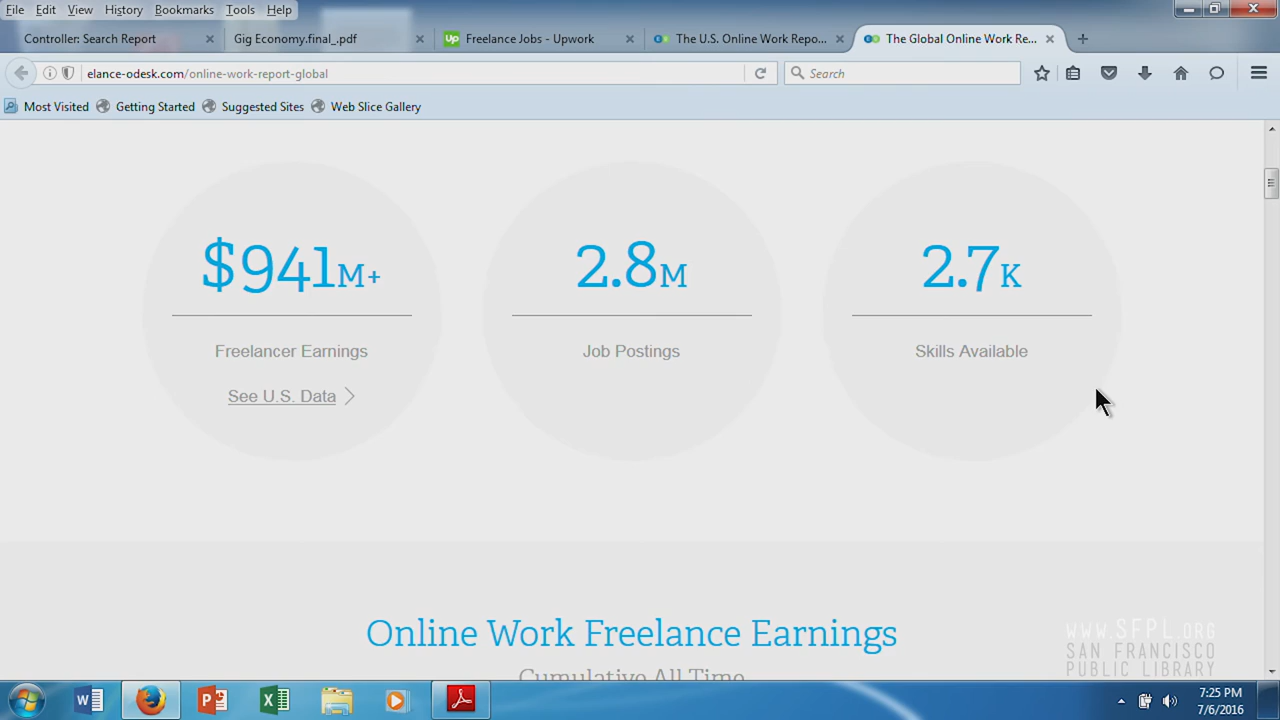 File Edit View History Bookmarks Tools Help
Controller: Search Report
Gig Economy.final_.pdf
Up Freelance Jobs - Upwork
The U.S. Online Work Repo...
The Global Online Work Re...
elance-odesk.com/online-work-report-global
Search
Most Visited Getting Started Suggested Sites Web Slice Gallery
$941M+
Freelancer Earnings
See U.S. Data
2.8M
Job Postings
2.7K
Skills Available
Online Work Freelance Earnings
Cumulative All Time
WWW.SFPL.ORG
SAN FRANCISCO
PUBLIC LIBRARY
7:25 PM
7/6/2016